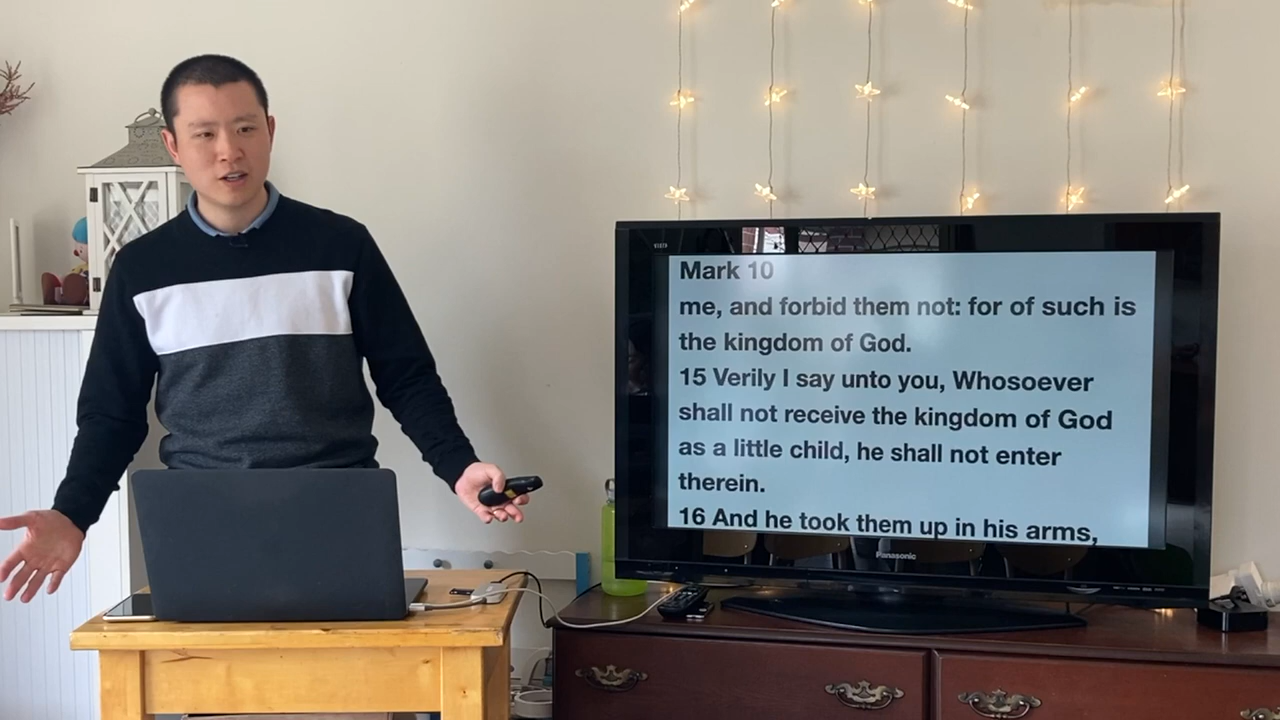 Mark 10
me, and forbid them not: for of such is
the kingdom of God.
15 Verily I say unto you, Whosoever
shall not receive the kingdom of God
as a little child, he shall not enter
therein.
16 And he took them up in his arms,
Panasonic